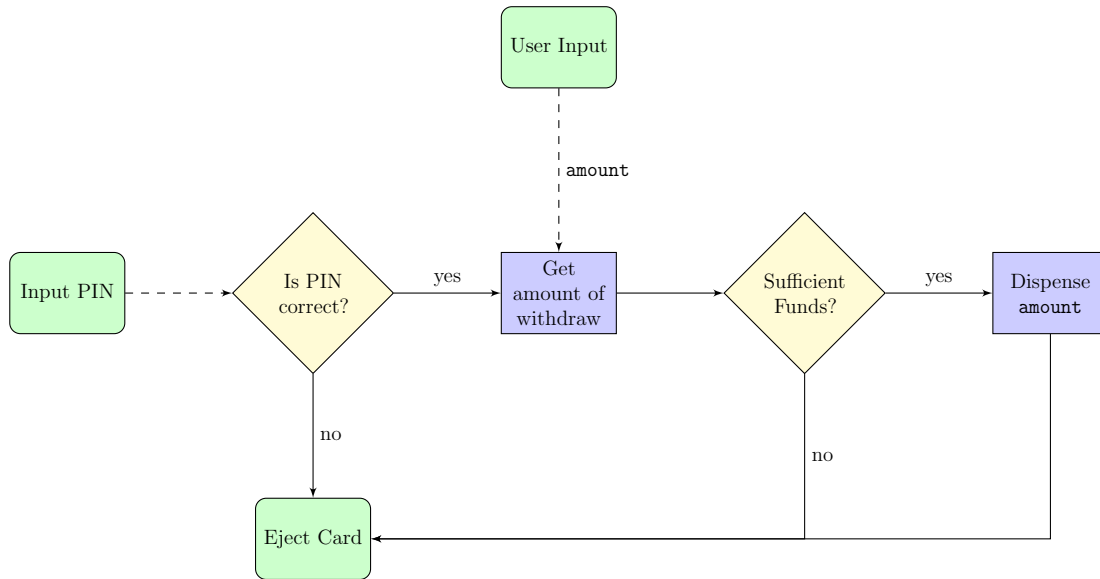 User Input
amount
Input PIN
Is PIN
correct?
yes
Get
amount of
withdraw
Sufficient
Funds?
yes
Dispense
amount
no
no
Eject Card